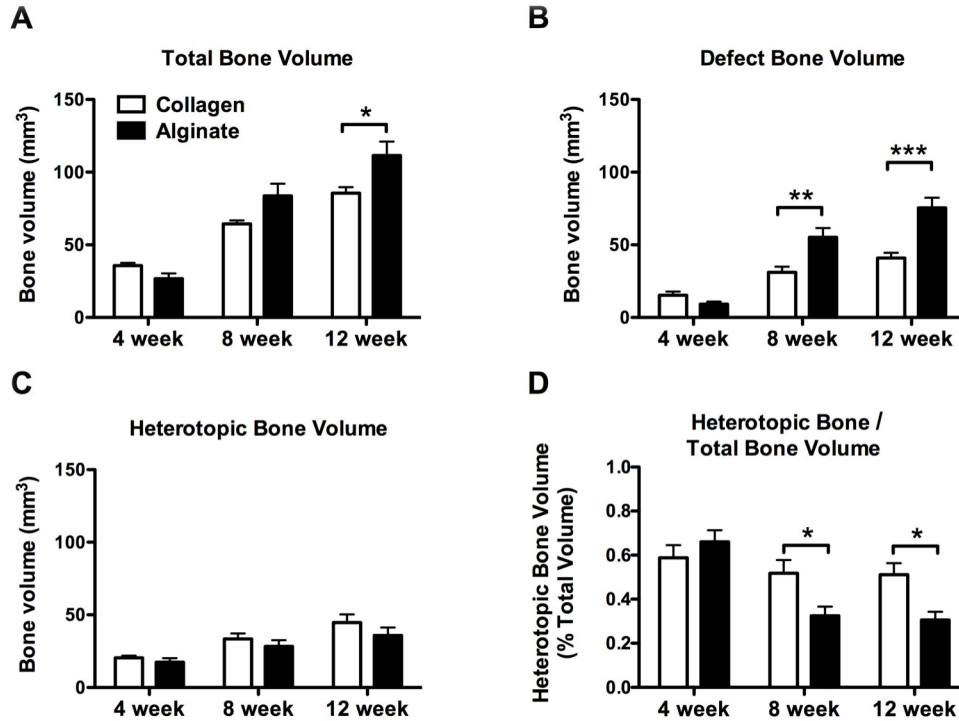 A
Total Bone Volume
Bone volume (mm³)
150
100
50
0
Collagen
Alginate
*
4 week
8 week
12 week
B
Defect Bone Volume
Bone volume (mm³)
150
100
50
0
**
***
4 week
8 week
12 week
C
Heterotopic Bone Volume
Bone volume (mm³)
150
100
50
0
4 week
8 week
12 week
D
Heterotopic Bone /
Total Bone Volume
Heterotopic Bone Volume
(% Total Volume)
1.0
0.8
0.6
0.4
0.2
0.0
*
*
4 week
8 week
12 week